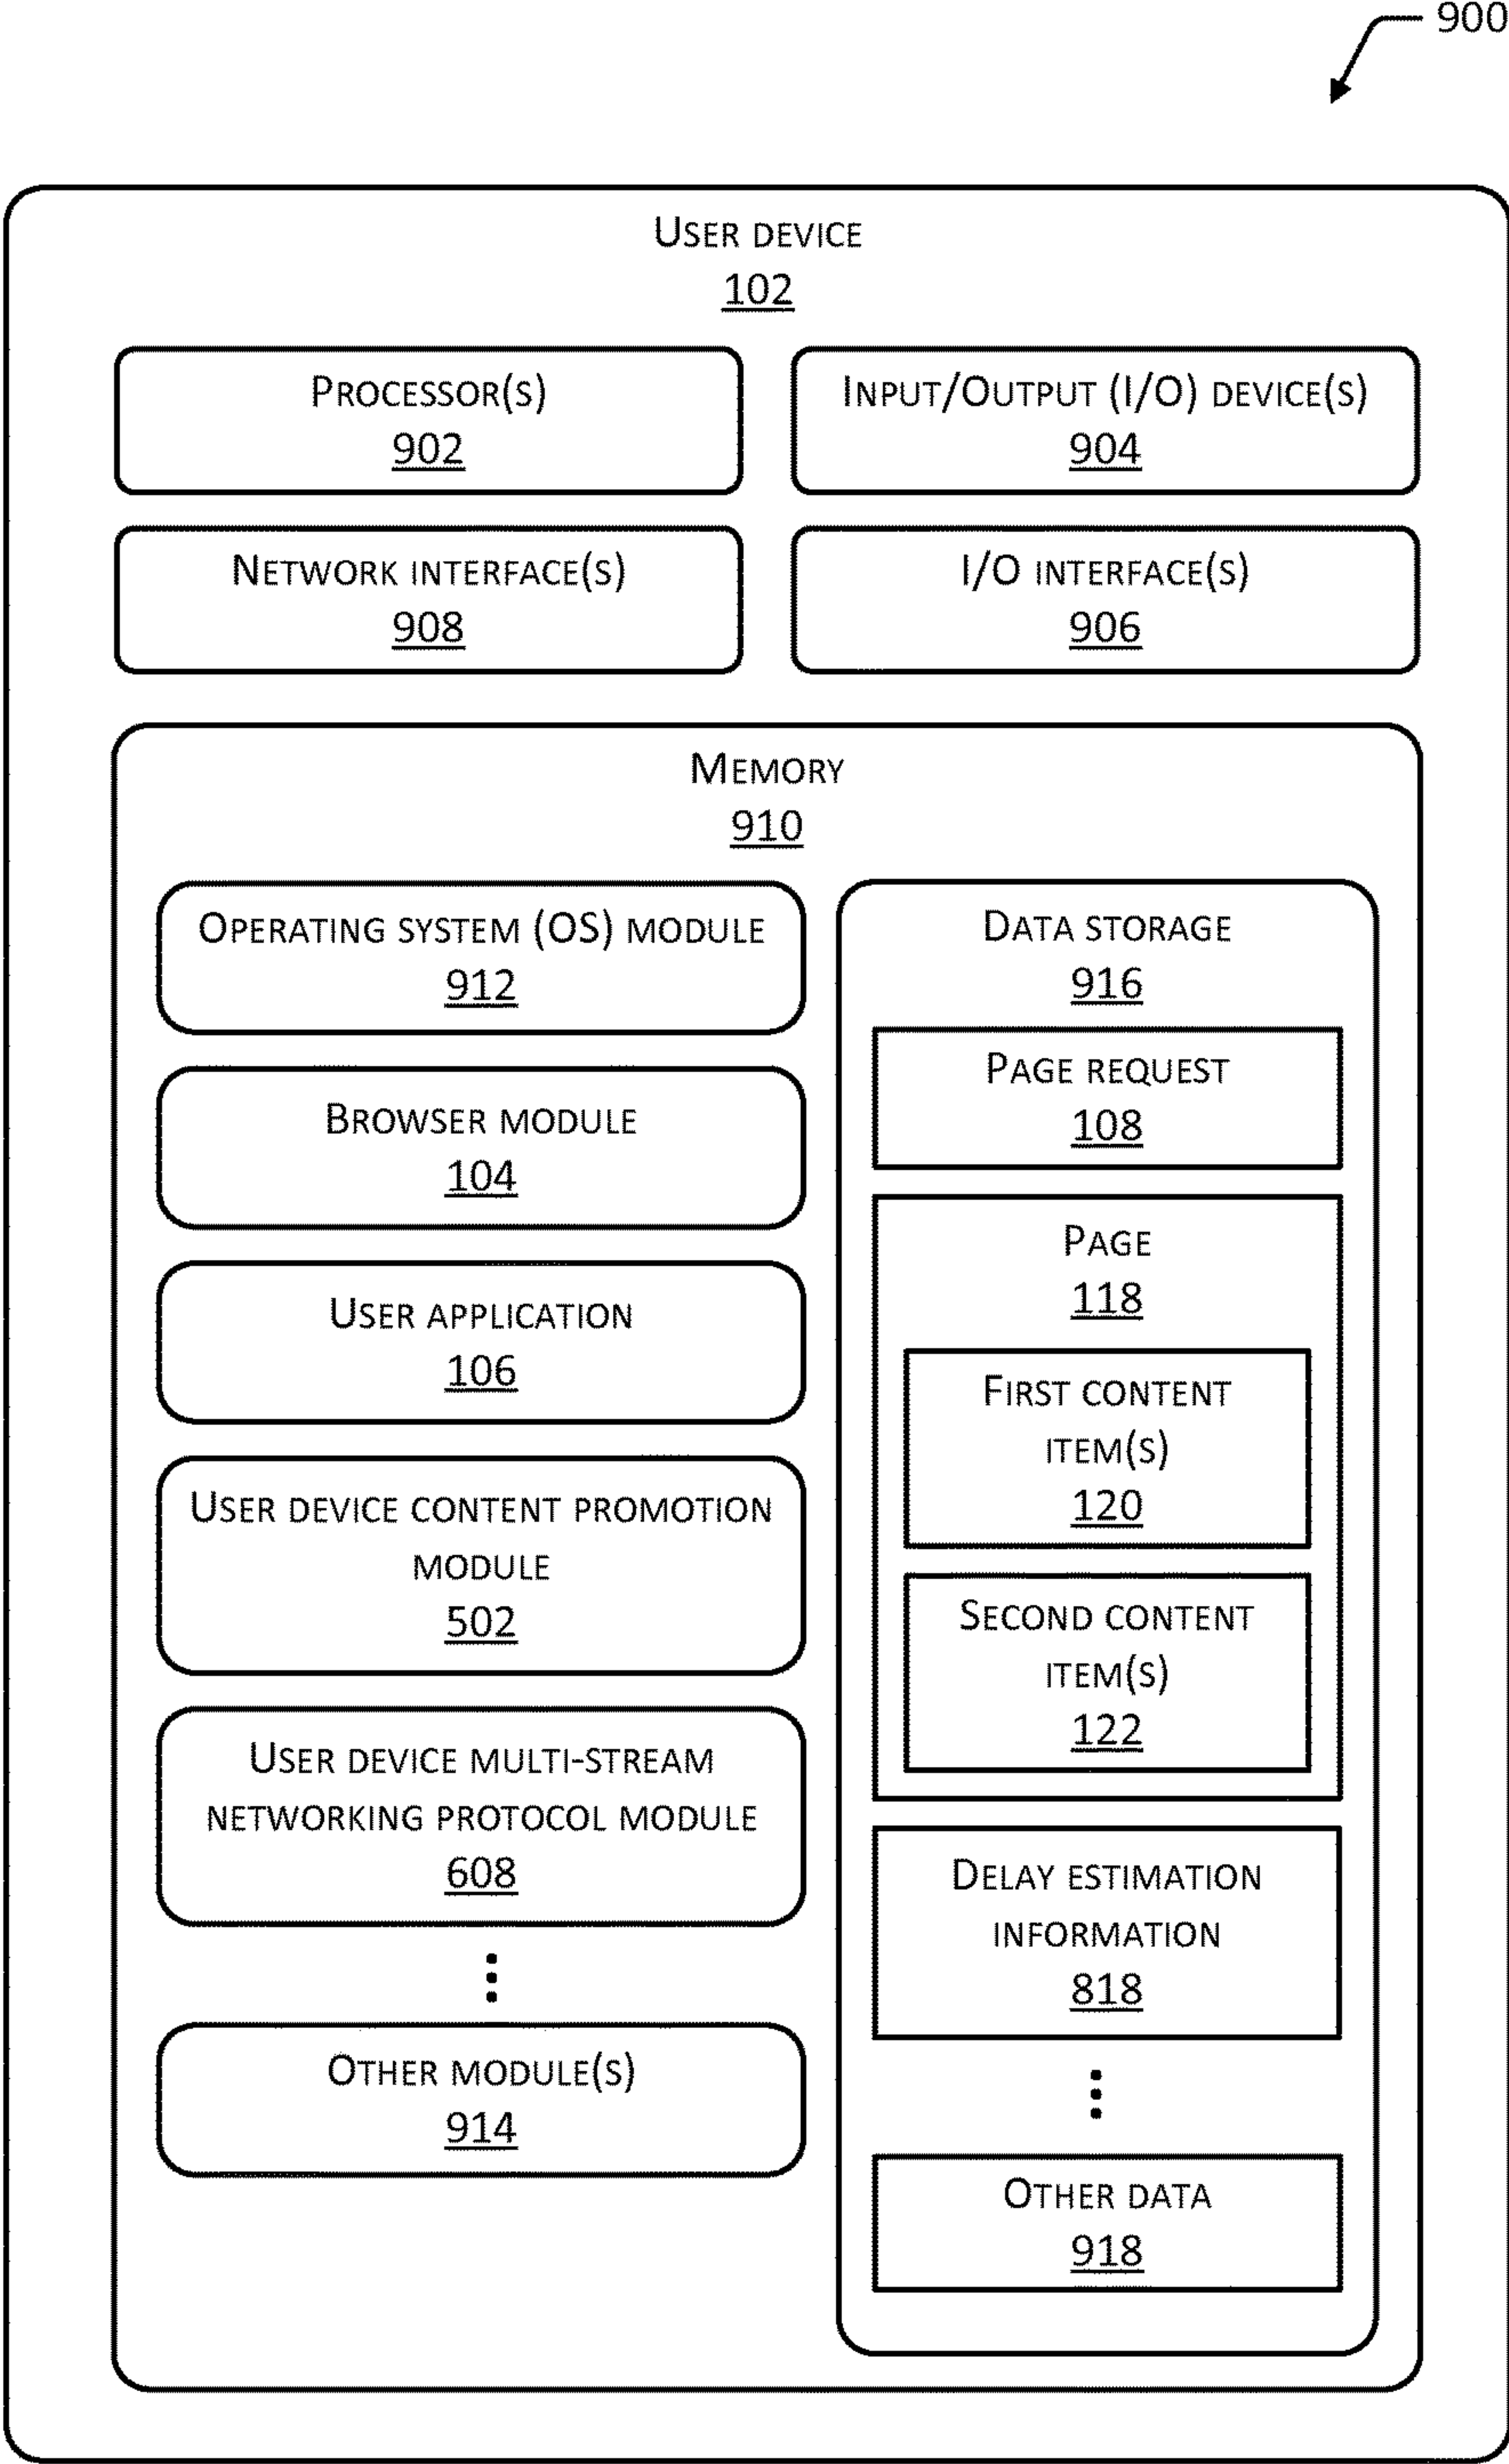 900
USER DEVICE
102
PROCESSOR(S)
902
INPUT/OUTPUT (I/O) DEVICE(S)
904
NETWORK INTERFACE(S)
908
I/O INTERFACE(S)
906
MEMORY
910
OPERATING SYSTEM (OS) MODULE
912
BROWSER MODULE
104
USER APPLICATION
106
USER DEVICE CONTENT PROMOTION
MODULE
502
USER DEVICE MULTI-STREAM
NETWORKING PROTOCOL MODULE
608
OTHER MODULE(S)
914
DATA STORAGE
916
PAGE REQUEST
108
PAGE
118
FIRST CONTENT
ITEM(S)
120
SECOND CONTENT
ITEM(S)
122
DELAY ESTIMATION
INFORMATION
818
OTHER DATA
918